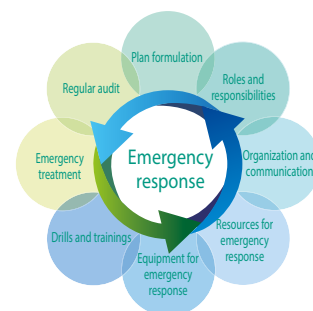 Plan formulation
Roles and
responsibilities
Organization and
communication
Resources for
emergency
response
Equipment for
emergency
response
Drills and trainings
Emergency
treatment
Regular audit
Emergency
response